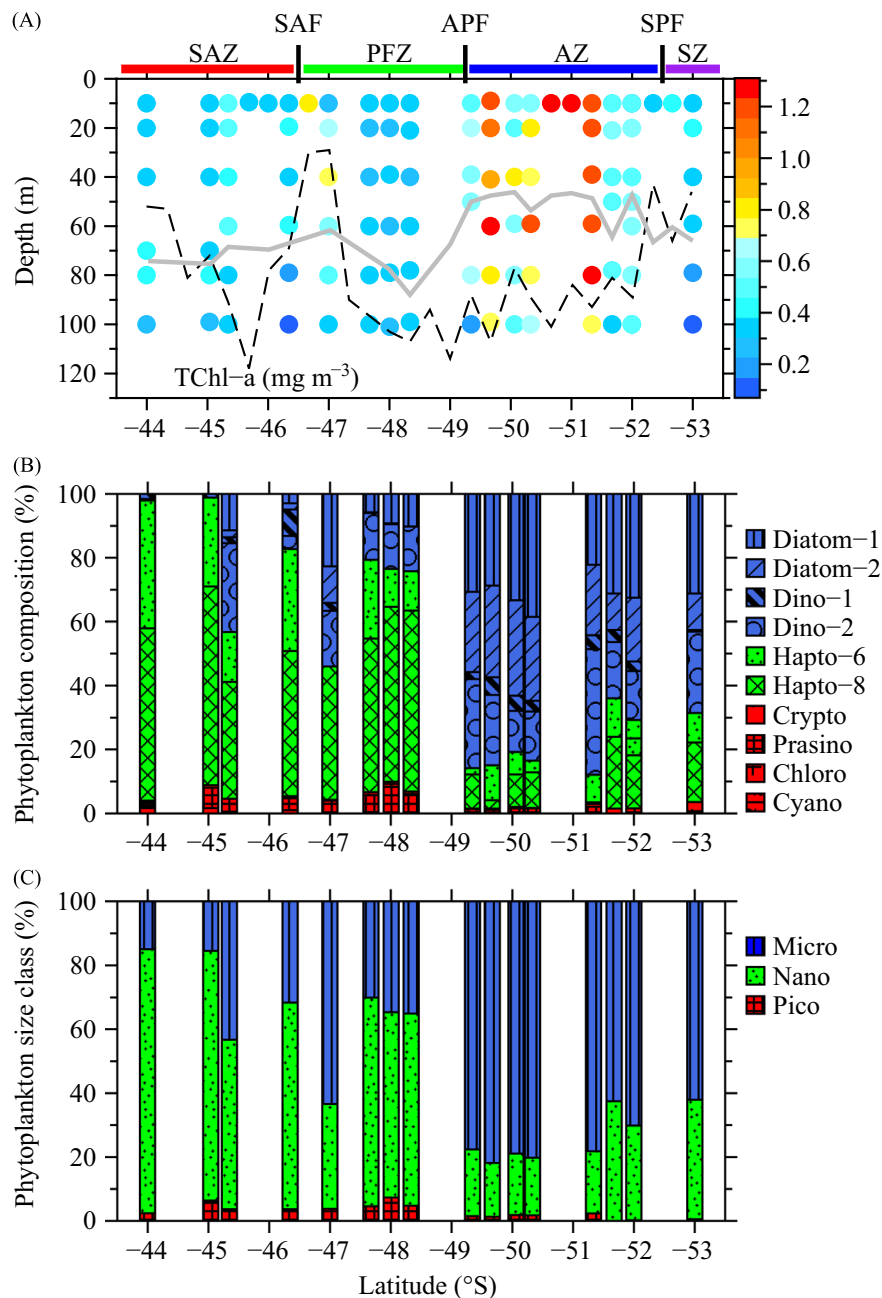 (A)
SAF APF SPF
SAZ PFZ AZ SZ
0
20
40
60
80
100
120
Depth (m)
TChl−a (mg m⁻³)
1.2
1.0
0.8
0.6
0.4
0.2
−44 −45 −46 −47 −48 −49 −50 −51 −52 −53
(B)
100
80
60
40
20
0
Phytoplankton composition (%)
Diatom−1
Diatom−2
Dino−1
Dino−2
Hapto−6
Hapto−8
Crypto
Prasino
Chloro
Cyano
−44 −45 −46 −47 −48 −49 −50 −51 −52 −53
(C)
100
80
60
40
20
0
Phytoplankton size class (%)
Micro
Nano
Pico
−44 −45 −46 −47 −48 −49 −50 −51 −52 −53
Latitude (°S)